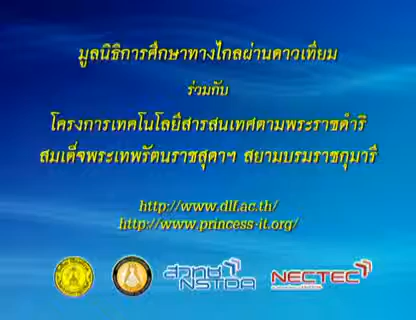 มูลนิธิการศึกษาทางไกลผ่านดาวเทียม
ร่วมกับ
โครงการเทคโนโลยีสารสนเทศตามพระราชดำริ
สมเด็จพระเทพรัตนราชสุดาฯ สยามบรมราชกุมารี
http://www.dlf.ac.th/
http://www.princess-it.org/
สวทช
NSTDA
NECTEC